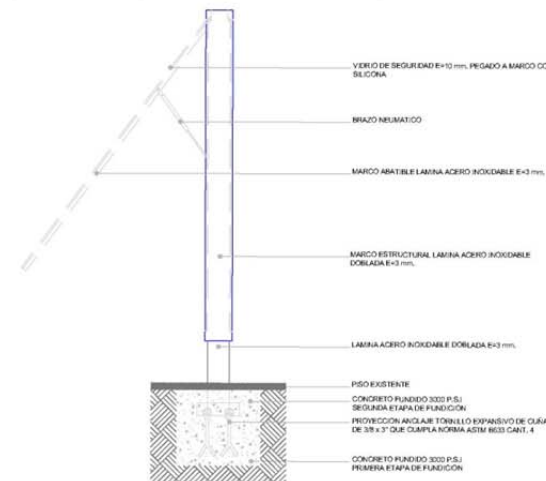 VIDRIO DE SEGURIDAD E=10 mm. PEGADO A MARCO CO
SILICONA
BRAZO NEUMATICO
MARCO ABATIBLE LAMINA ACERO INOXIDABLE E=3 mm.
MARCO ESTRUCTURAL LAMINA ACERO INOXIDABLE
DOBLADA E=3 mm.
LAMINA ACERO INOXIDABLE DOBLADA E=3 mm.
PISO EXISTENTE
CONCRETO FUNDIDO 3000 P.S.I
SEGUNDA ETAPA DE FUNDICIÓN
PROYECCION ANCLAJE TORNILLO EXPANSIVO DE CUÑA
DE 3/8 x 3" QUE CUMPLA NORMA ASTM B633 CANT. 4
CONCRETO FUNDIDO 3000 P.S.I
PRIMERA ETAPA DE FUNDICIÓN